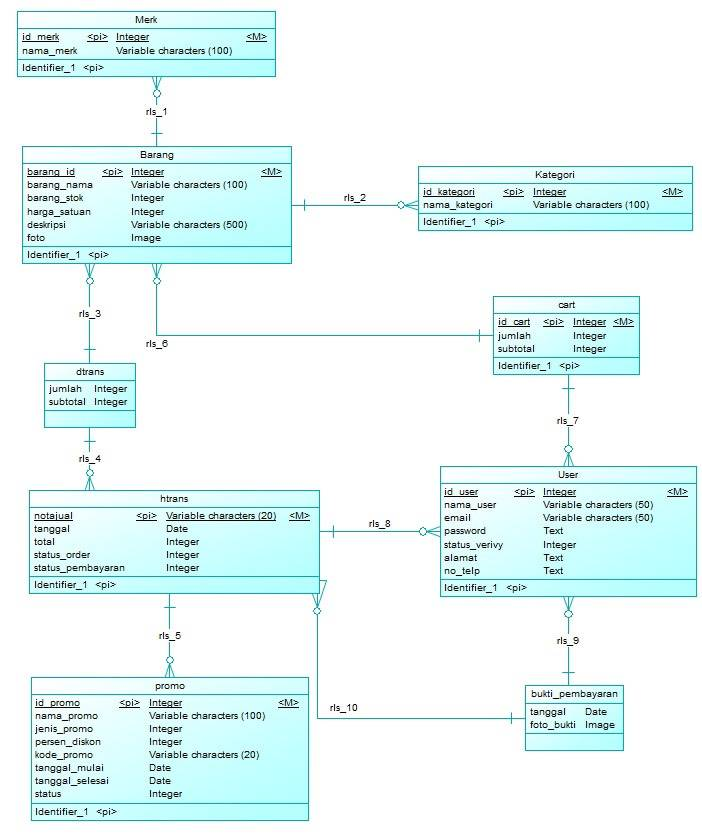 Merk
id_merk <pi> Integer <M>
nama_merk Variable characters (100)
Identifier_1 <pi>
rls_1
Barang
barang_id <pi> Integer <M>
barang_nama Variable characters (100)
barang_stok Integer
harga_satuan Integer
deskripsi Variable characters (500)
foto Image
Identifier_1 <pi>
rls_2
Kategori
id_kategori <pi> Integer <M>
nama_kategori Variable characters (100)
Identifier_1 <pi>
rls_3
rls_6
cart
id_cart <pi> Integer <M>
jumlah Integer
subtotal Integer
Identifier_1 <pi>
dtrans
jumlah Integer
subtotal Integer
rls_4
rls_7
htrans
notajual <pi> Variable characters (20) <M>
tanggal Date
total Integer
status_order Integer
status_pembayaran Integer
Identifier_1 <pi>
rls_8
User
id_user <pi> Integer <M>
nama_user Variable characters (50)
email Variable characters (50)
password Text
status_verivy Integer
alamat Text
no_telp Text
Identifier_1 <pi>
rls_5
rls_9
promo
id_promo <pi> Integer <M>
nama_promo Variable characters (100)
jenis_promo Integer
persen_diskon Integer
kode_promo Variable characters (20)
tanggal_mulai Date
tanggal_selesai Date
status Integer
Identifier_1 <pi>
rls_10
bukti_pembayaran
tanggal Date
foto_bukti Image